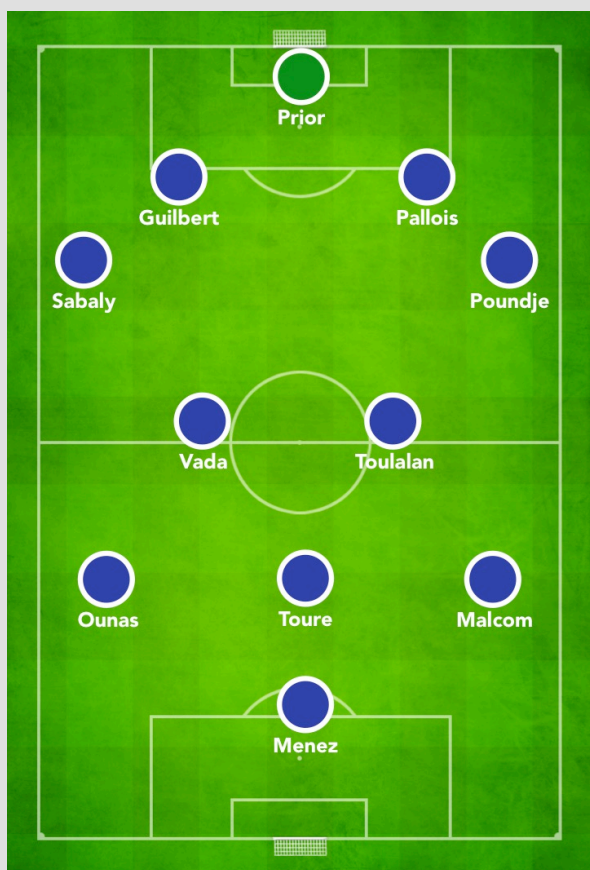 Prior
Guilbert
Pallois
Sabaly
Poundje
Vada
Toulalan
Ounas
Toure
Malcom
Menez